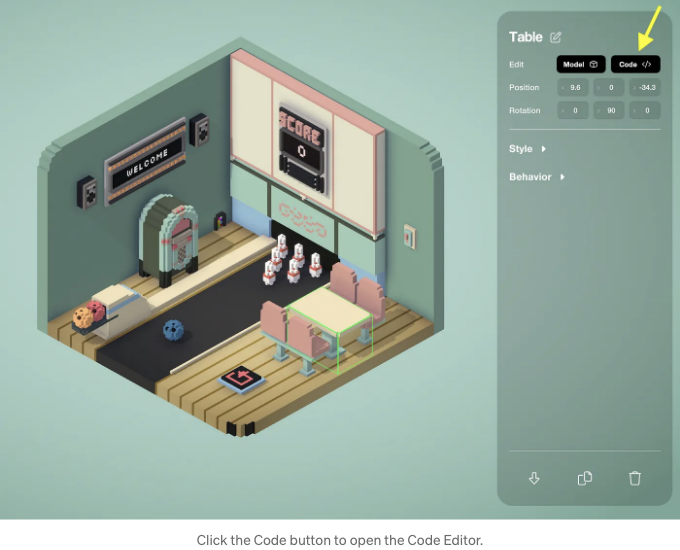 Table
Edit Model Code </>
Position 9.6 0 -34.3
Rotation 0 90 0
Style
Behavior
WELCOME
SCORE
0
Click the Code button to open the Code Editor.